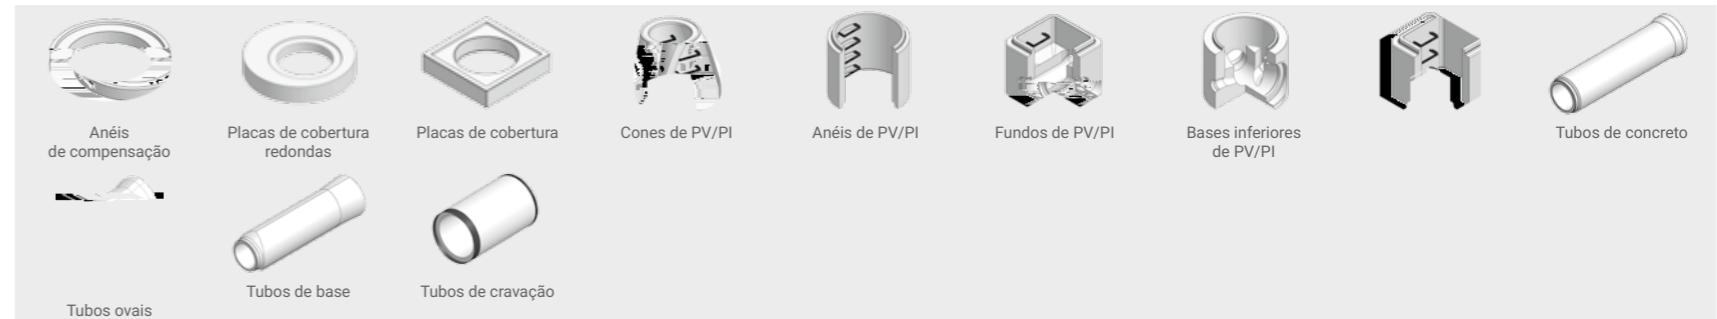 Anéis
de compensação
Placas de cobertura
redondas
Placas de cobertura
Cones de PV/PI
Anéis de PV/PI
Fundos de PV/PI
Bases inferiores
de PV/PI
Tubos de concreto
Tubos ovais
Tubos de base
Tubos de cravação